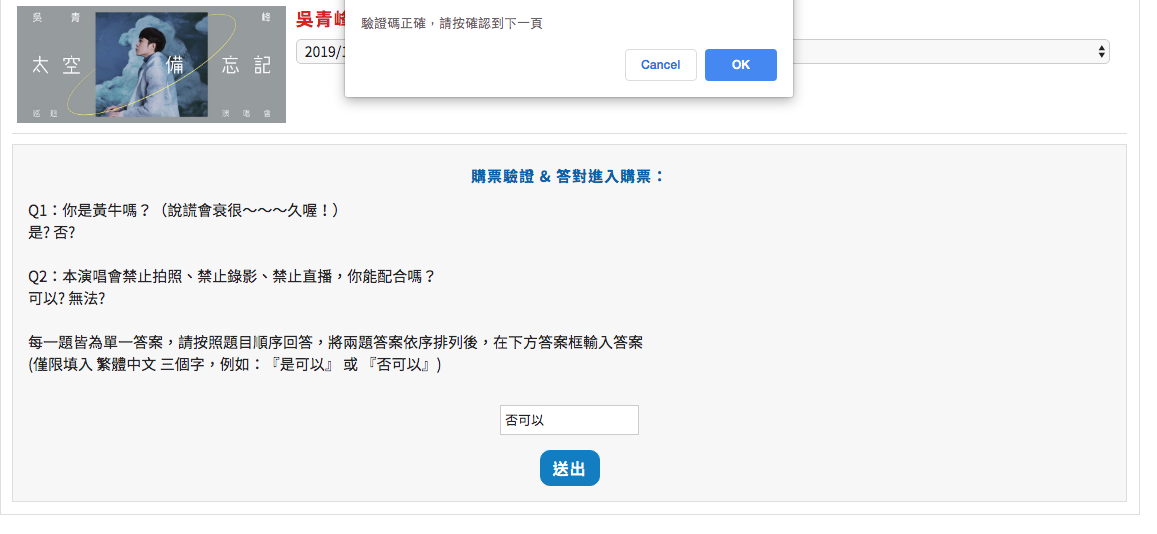 吳 青 峰
太空備忘記
巡迴 演唱會
吳青峰
2019/1
驗證碼正確，請按確認到下一頁
Cancel
OK
購票驗證 & 答對進入購票：
Q1：你是黃牛嗎？（說謊會衰很～～～久喔！）
是? 否?
Q2：本演唱會禁止拍照、禁止錄影、禁止直播，你能配合嗎？
可以? 無法?
每一題皆為單一答案，請按照題目順序回答，將兩題答案依序排列後，在下方答案框輸入答案
(僅限填入 繁體中文 三個字，例如：『是可以』 或 『否可以』)
否可以
送出